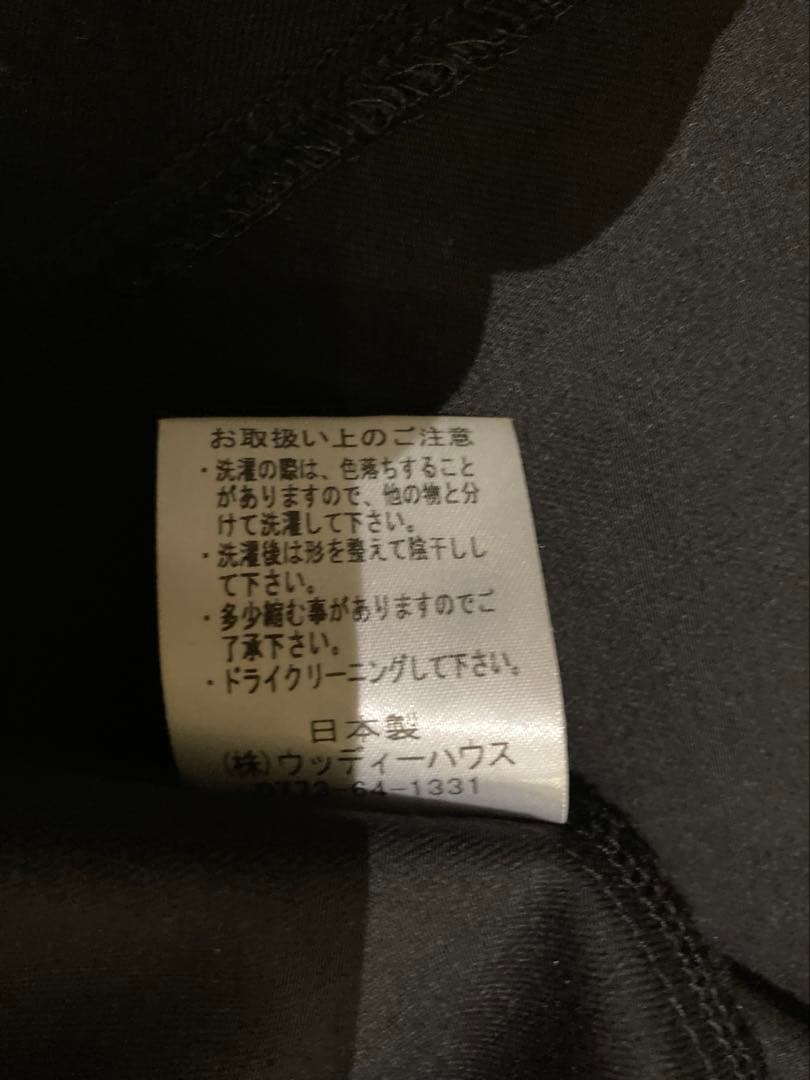 お取扱い上のご注意
・洗濯の際は、色落ちすること
がありますので、他の物と分
けて洗濯して下さい。
・洗濯後は形を整えて陰干しし
て下さい。
・多少縮む事がありますのでご
了承下さい。
・ドライクリーニングして下さい。
日本製
(株)ウッディーハウス
0773-64-1331